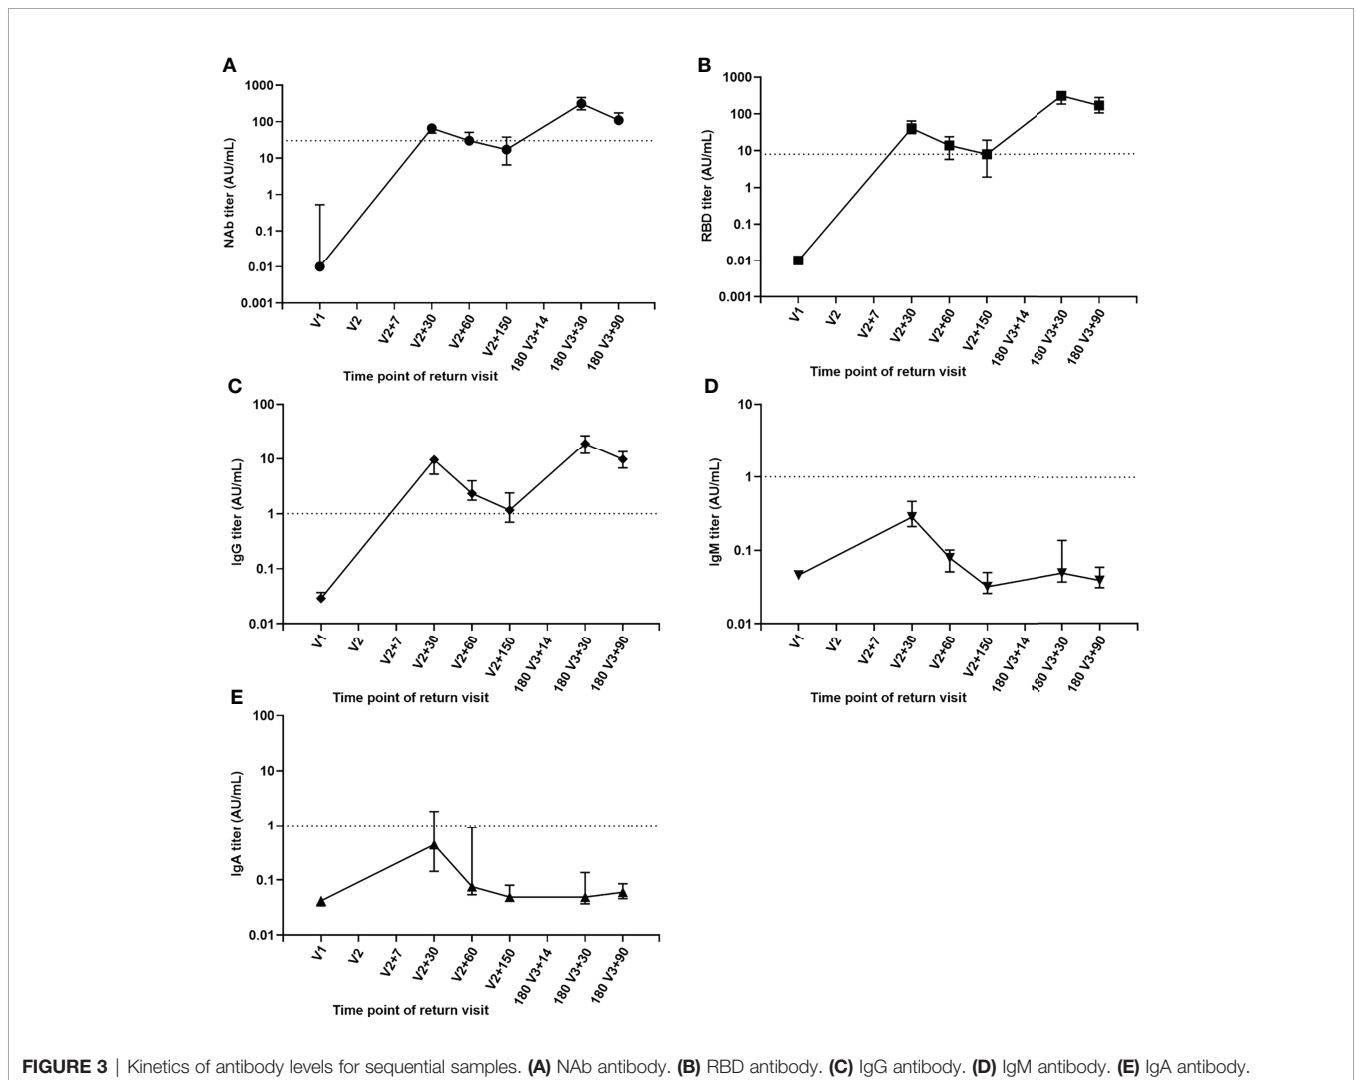 A
1000
100
10
1
0.1
0.01
0.001
NAb titer (AU/mL)
V1
V2
V2+7
V2+30
V2+60
V2+150
180 V3+14
180 V3+30
180 V3+90
Time point of return visit
B
1000
100
10
1
0.1
0.01
0.001
RBD titer (AU/mL)
V1
V2
V2+7
V2+30
V2+60
V2+150
180 V3+14
180 V3+30
180 V3+90
Time point of return visit
C
100
10
1
0.1
0.01
IgG titer (AU/mL)
V1
V2
V2+7
V2+30
V2+60
V2+150
180 V3+14
180 V3+30
180 V3+90
Time point of return visit
D
10
1
0.1
0.01
IgM titer (AU/mL)
V1
V2
V2+7
V2+30
V2+60
V2+150
180 V3+14
180 V3+30
180 V3+90
Time point of return visit
E
100
10
1
0.1
0.01
IgA titer (AU/mL)
V1
V2
V2+7
V2+30
V2+60
V2+150
180 V3+14
180 V3+30
180 V3+90
Time point of return visit
FIGURE 3 | Kinetics of antibody levels for sequential samples. (A) NAb antibody. (B) RBD antibody. (C) IgG antibody. (D) IgM antibody. (E) IgA antibody.